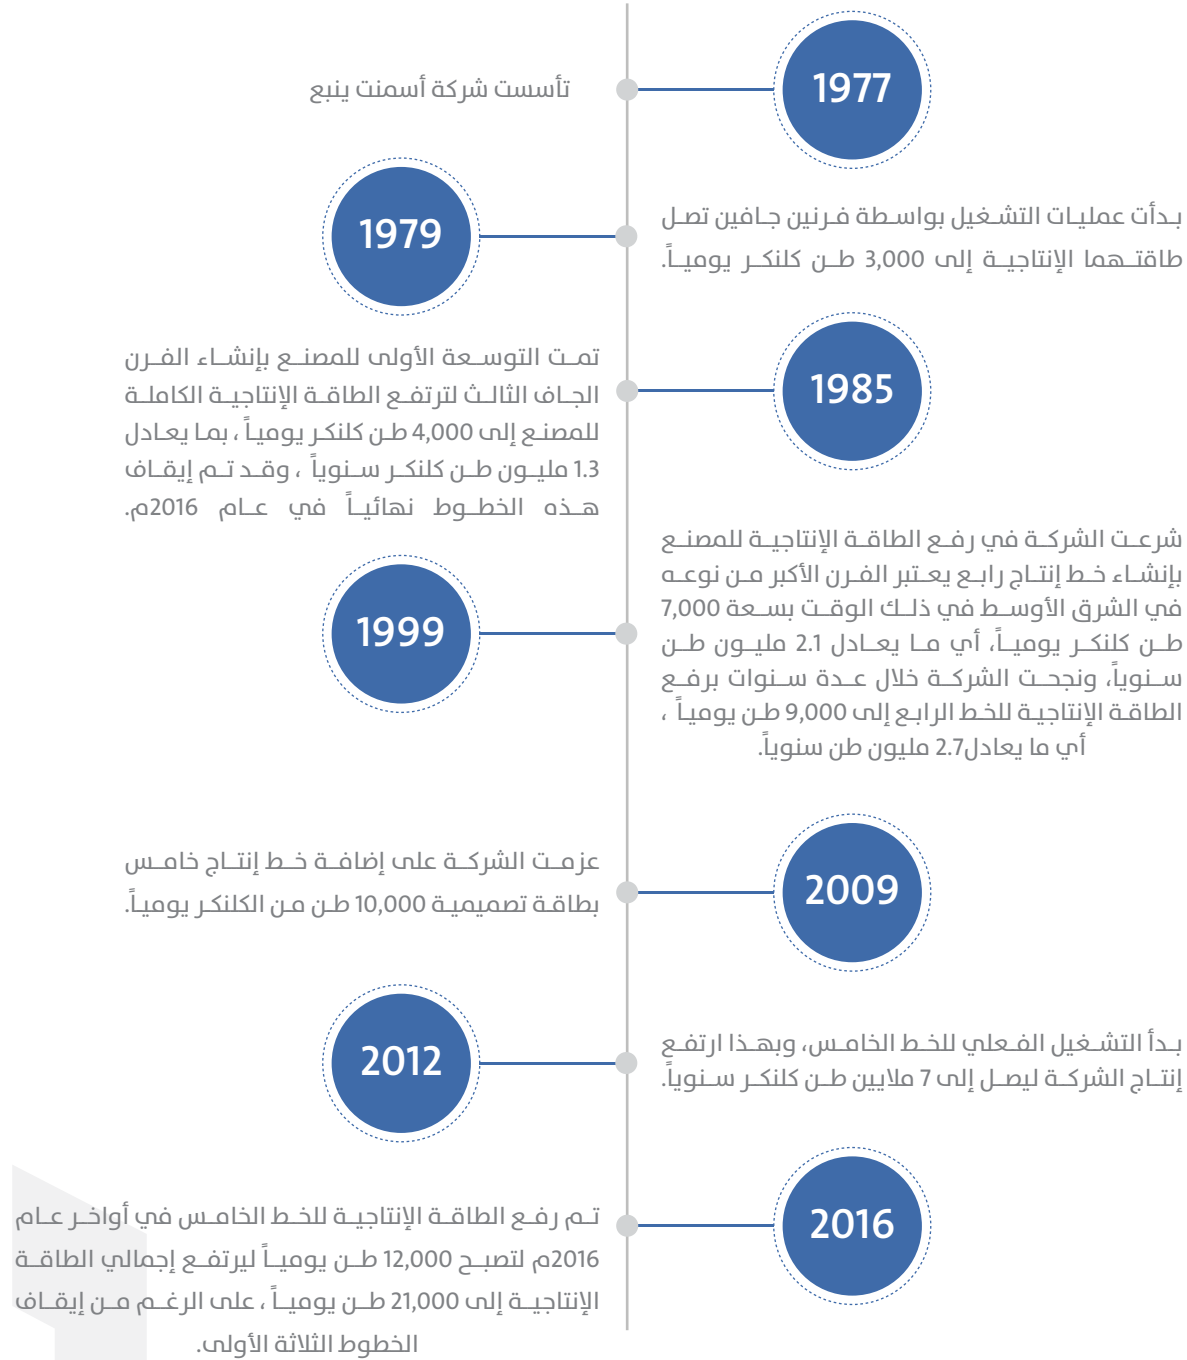 1977
تأسست شركة أسمنت ينبع
1979
بدأت عمليات التشغيل بواسطة فرنين جافين تصل
طاقتهما الإنتاجية إلى 3,000 طن كلنكر يومياً.
1985
تمت التوسعة الأولى للمصنع بإنشاء الفرن
الجاف الثالث لترتفع الطاقة الإنتاجية الكاملة
للمصنع إلى 4,000 طن كلنكر يومياً ، بما يعادل
1.3 مليون طن كلنكر سنوياً ، وقد تم إيقاف
هذه الخطوط نهائياً في عام 2016م.
1999
شرعت الشركة في رفع الطاقة الإنتاجية للمصنع
بإنشاء خط إنتاج رابع يعتبر الفرن الأكبر من نوعه
في الشرق الأوسط في ذلك الوقت بسعة 7,000
طن كلنكر يومياً، أي ما يعادل 2.1 مليون طن
سنوياً، ونجحت الشركة خلال عدة سنوات برفع
الطاقة الإنتاجية للخط الرابع إلى 9,000 طن يومياً ،
أي ما يعادل2.7 مليون طن سنوياً.
2009
عزمت الشركة على إضافة خط إنتاج خامس
بطاقة تصميمية 10,000 طن من الكلنكر يومياً.
2012
بدأ التشغيل الفعلي للخط الخامس، وبهذا ارتفع
إنتاج الشركة ليصل إلى 7 ملايين طن كلنكر سنوياً.
2016
تم رفع الطاقة الإنتاجية للخط الخامس في أواخر عام
2016م لتصبح 12,000 طن يومياً ليرتفع إجمالي الطاقة
الإنتاجية إلى 21,000 طن يومياً ، على الرغم من إيقاف
الخطوط الثلاثة الأولى.